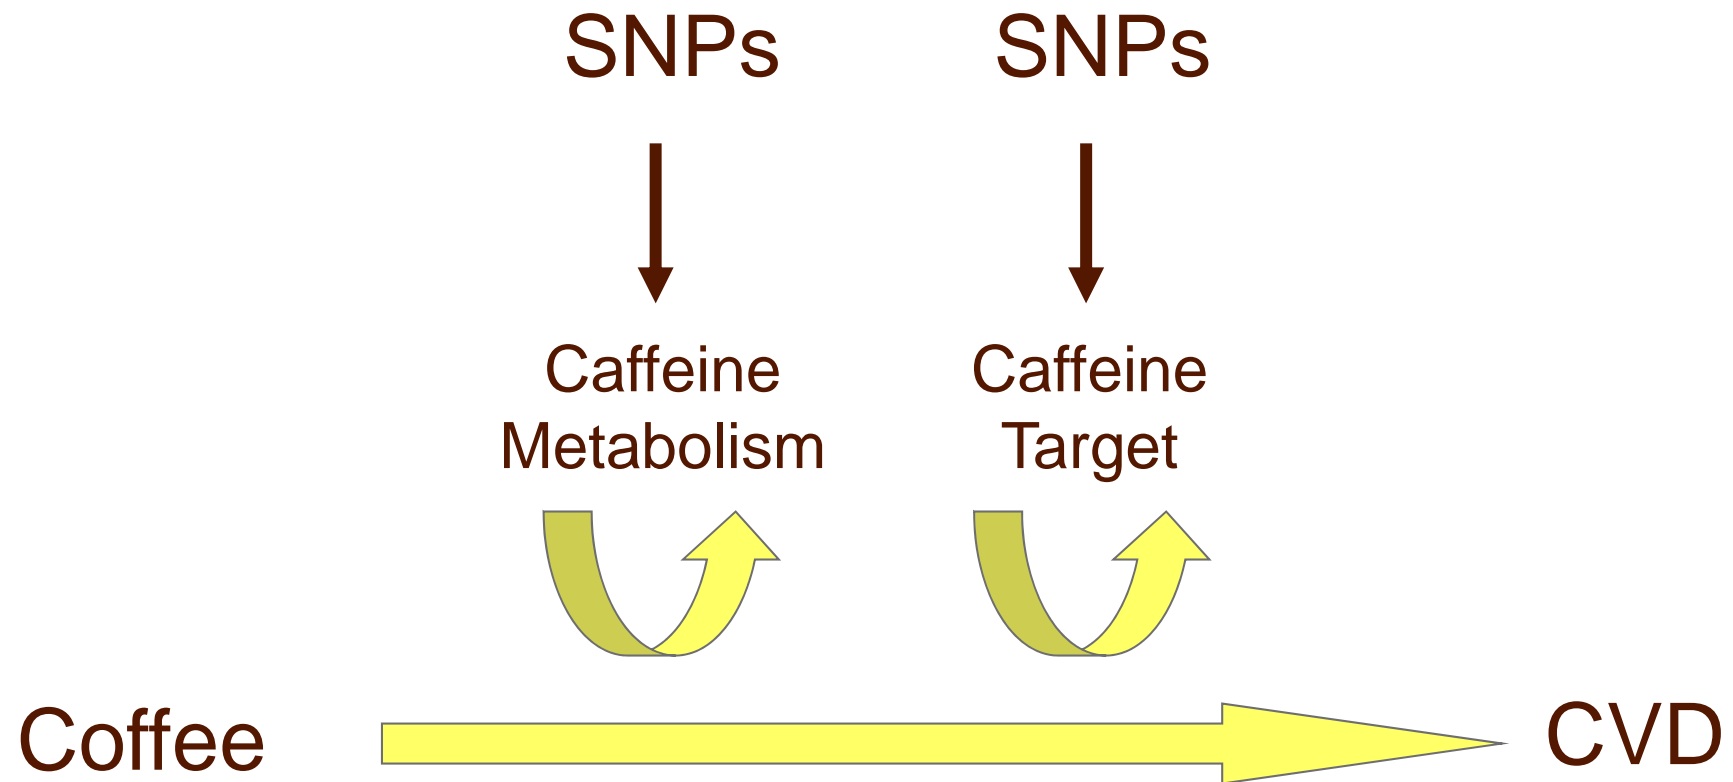 SNPs
SNPs
Caffeine
Metabolism
Caffeine
Target
Coffee
CVD